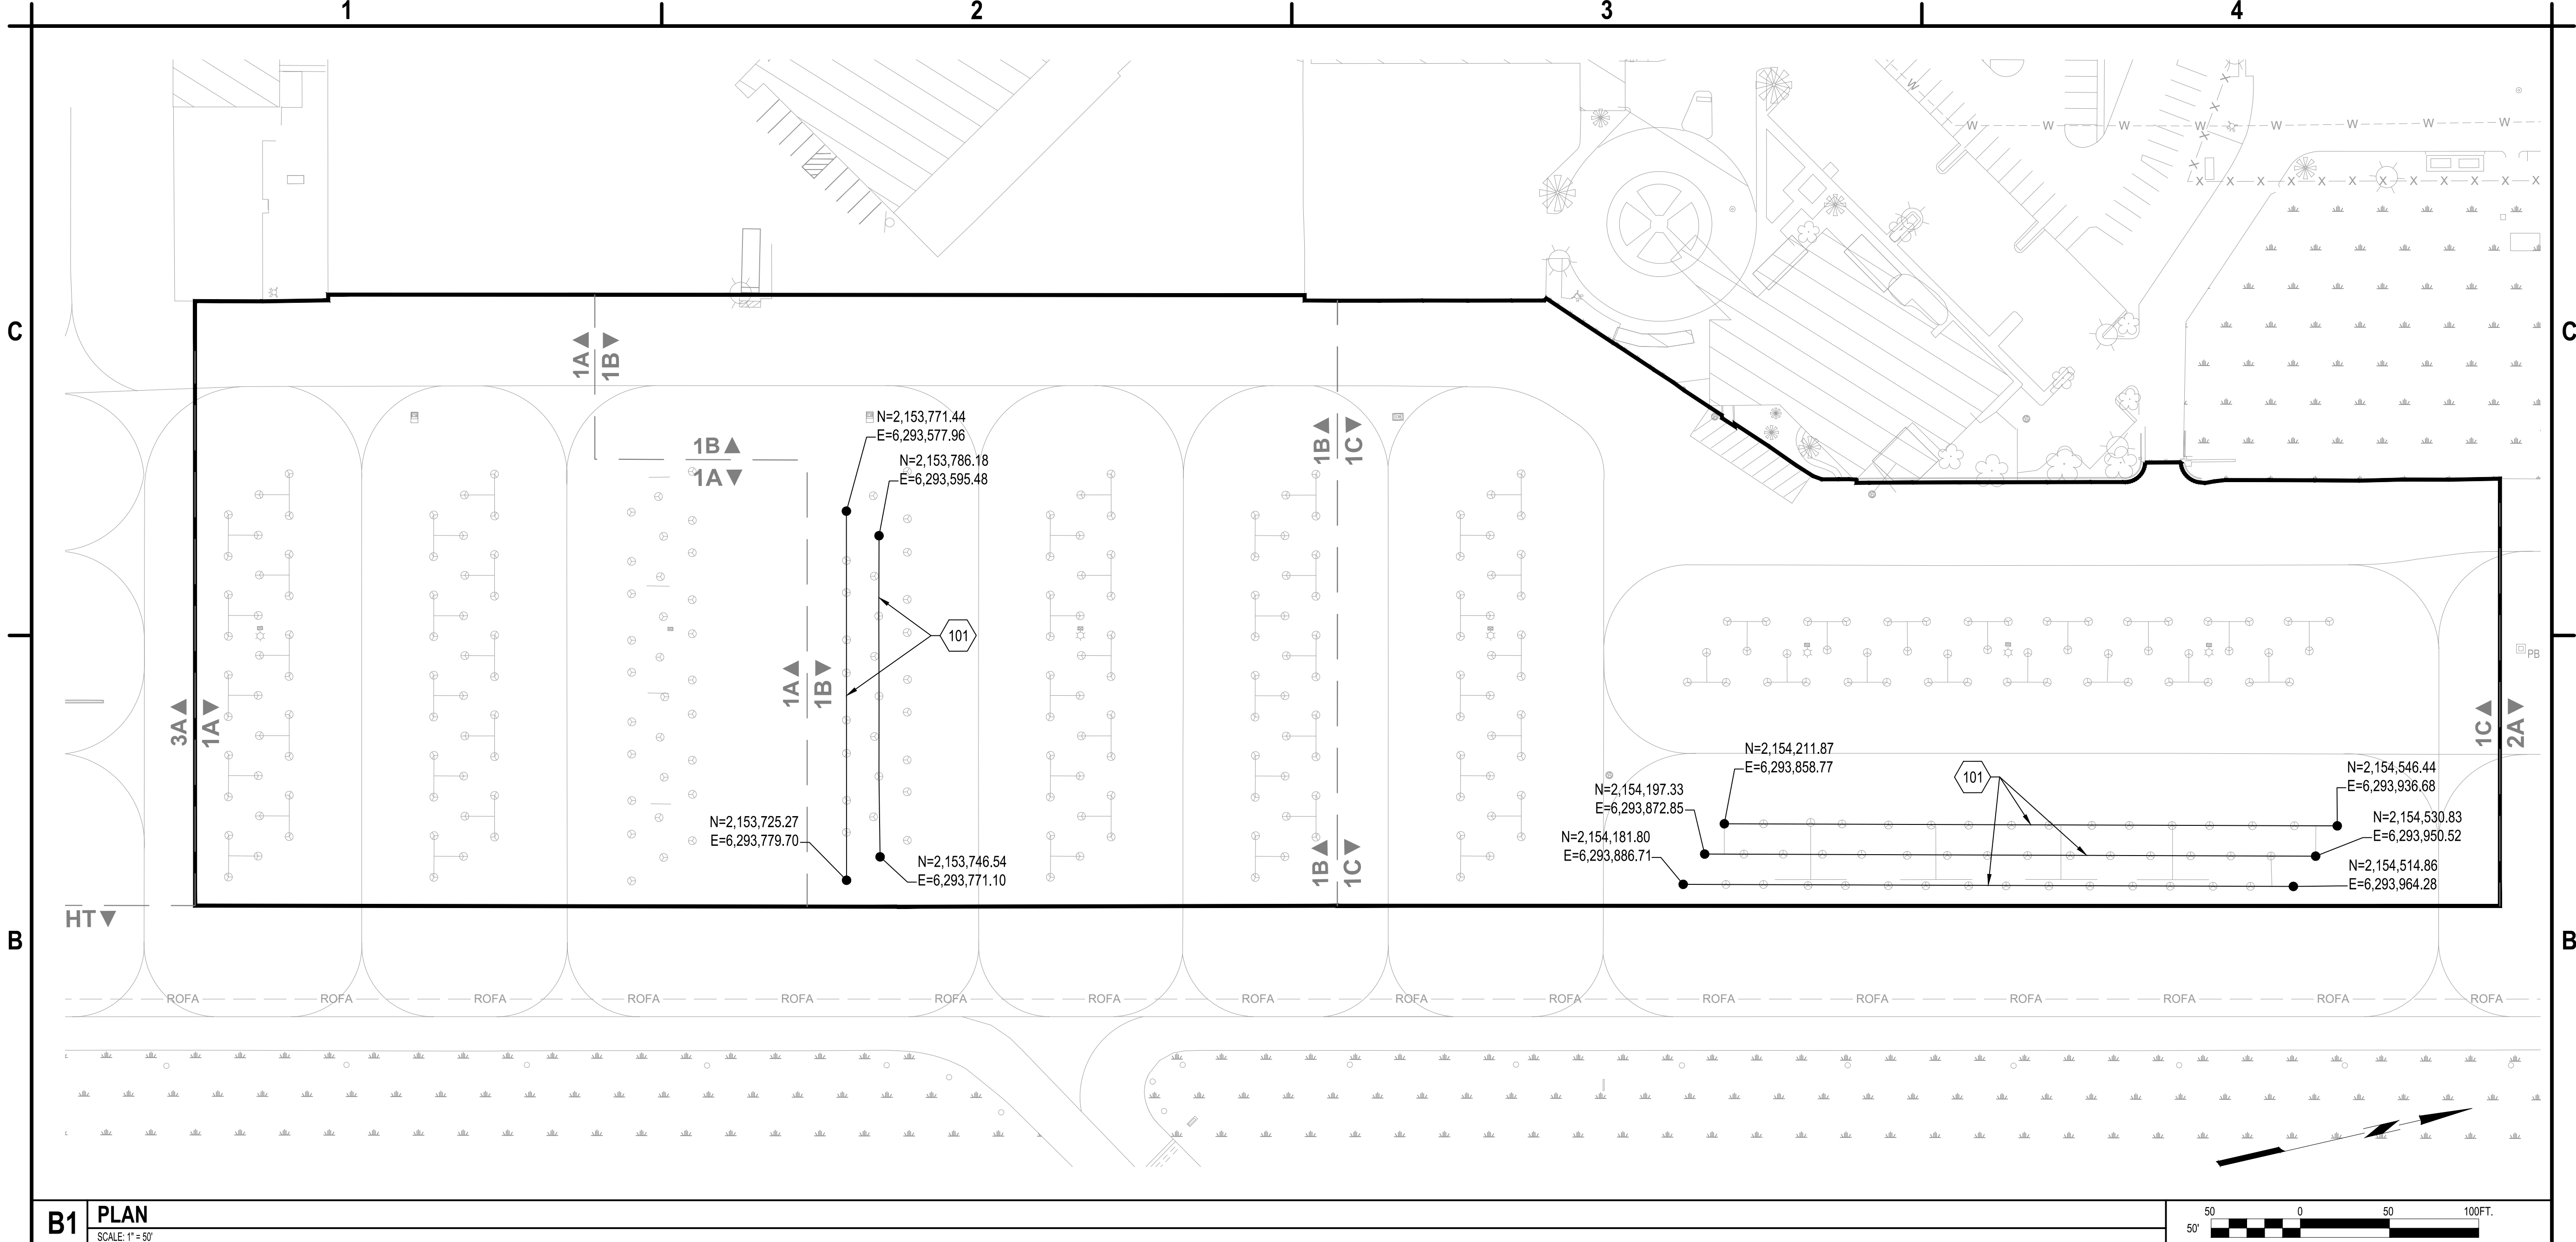 1
2
3
4
W W W W W W W W W
X X X X
X X X X X X X X X X X X
C
C
1A
1B
N=2,153,771.44
E=6,293,577.96
1B
1A
N=2,153,786.18
E=6,293,595.48
1B
1C
101
PB
1A
1B
3A
1A
1C
2A
N=2,154,211.87
E=6,293,858.77
101
N=2,154,546.44
E=6,293,936.68
N=2,154,197.33
E=6,293,872.85
N=2,154,530.83
E=6,293,950.52
N=2,153,725.27
E=6,293,779.70
N=2,154,181.80
E=6,293,886.71
N=2,153,746.54
E=6,293,771.10
1B
1C
N=2,154,514.86
E=6,293,964.28
HT
B
B
ROFA ROFA ROFA ROFA ROFA ROFA ROFA ROFA ROFA ROFA ROFA ROFA ROFA ROFA ROFA ROFA
B1
PLAN
SCALE: 1" = 50'
50 0 50 100FT.
50'